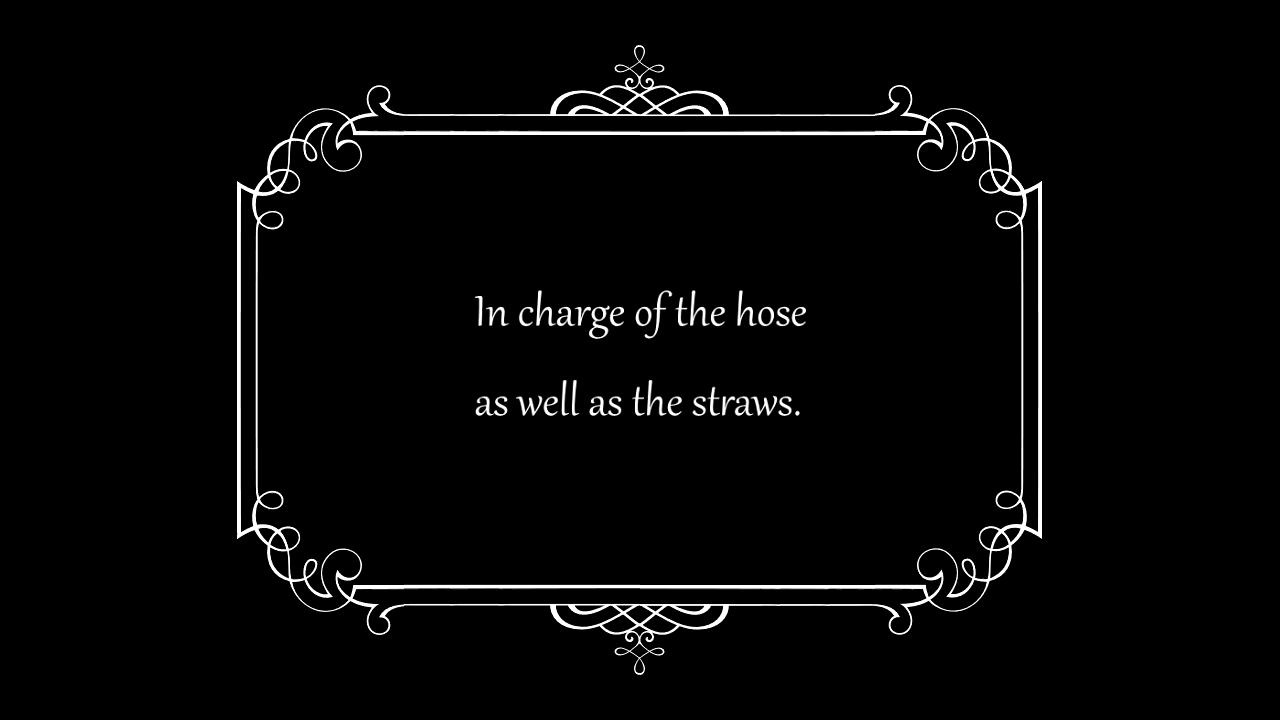 In charge of the hose
as well as the straws.